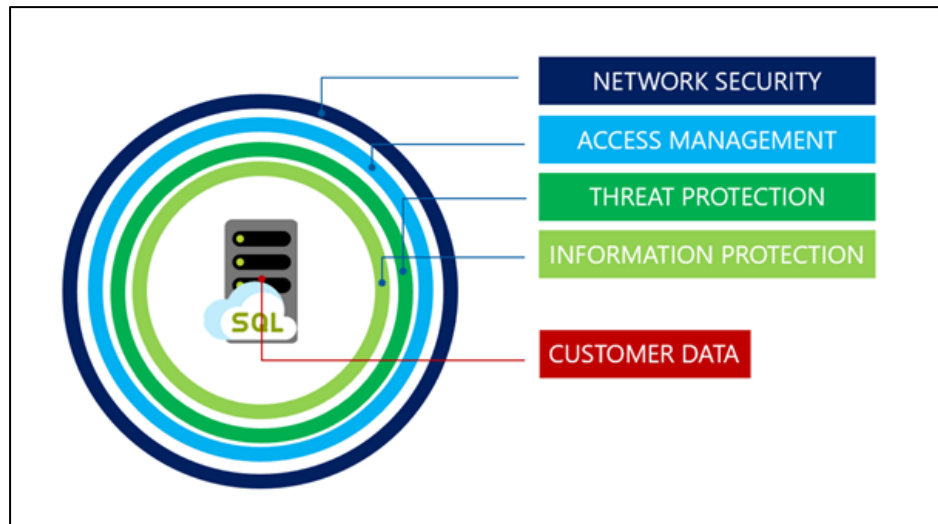 NETWORK SECURITY
ACCESS MANAGEMENT
THREAT PROTECTION
INFORMATION PROTECTION
SQL
CUSTOMER DATA